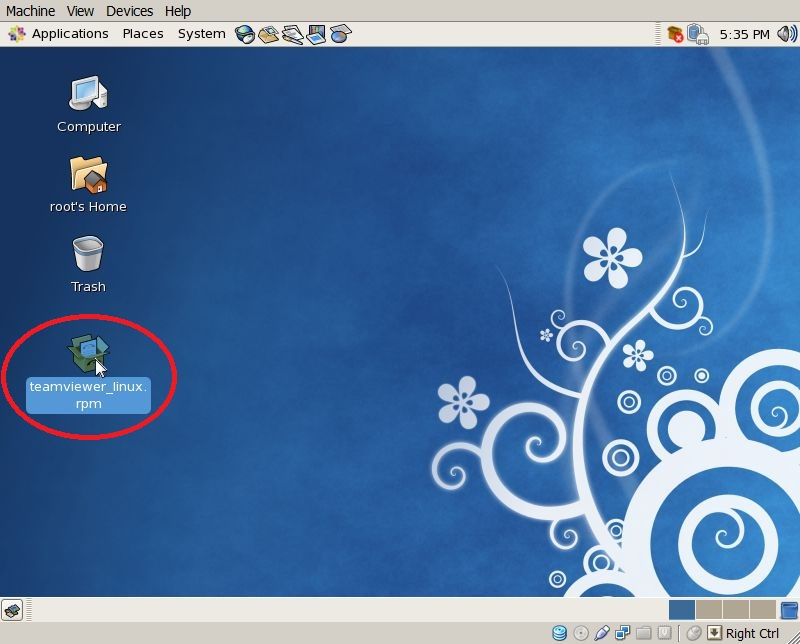 Machine View Devices Help
Applications Places System 5:35 PM
Computer
root's Home
Trash
teamviewer_linux.
rpm
Right Ctrl